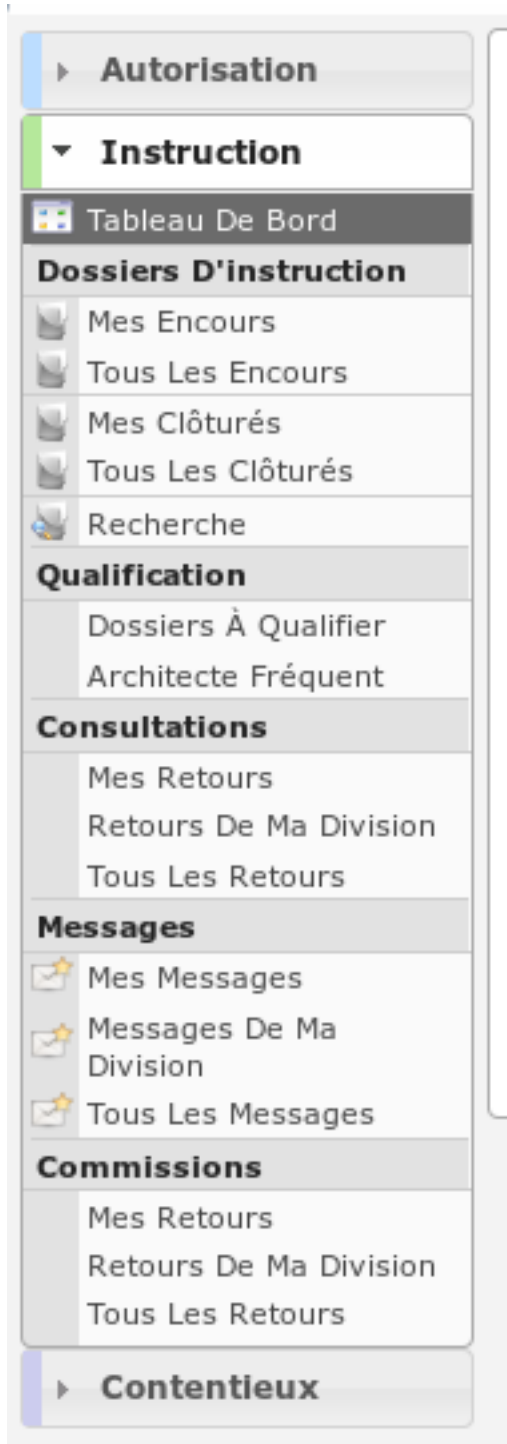 Autorisation
Instruction
Tableau De Bord
Dossiers D'instruction
Mes Encours
Tous Les Encours
Mes Clôturés
Tous Les Clôturés
Recherche
Qualification
Dossiers À Qualifier
Architecte Fréquent
Consultations
Mes Retours
Retours De Ma Division
Tous Les Retours
Messages
Mes Messages
Messages De Ma
Division
Tous Les Messages
Commissions
Mes Retours
Retours De Ma Division
Tous Les Retours
Contentieux